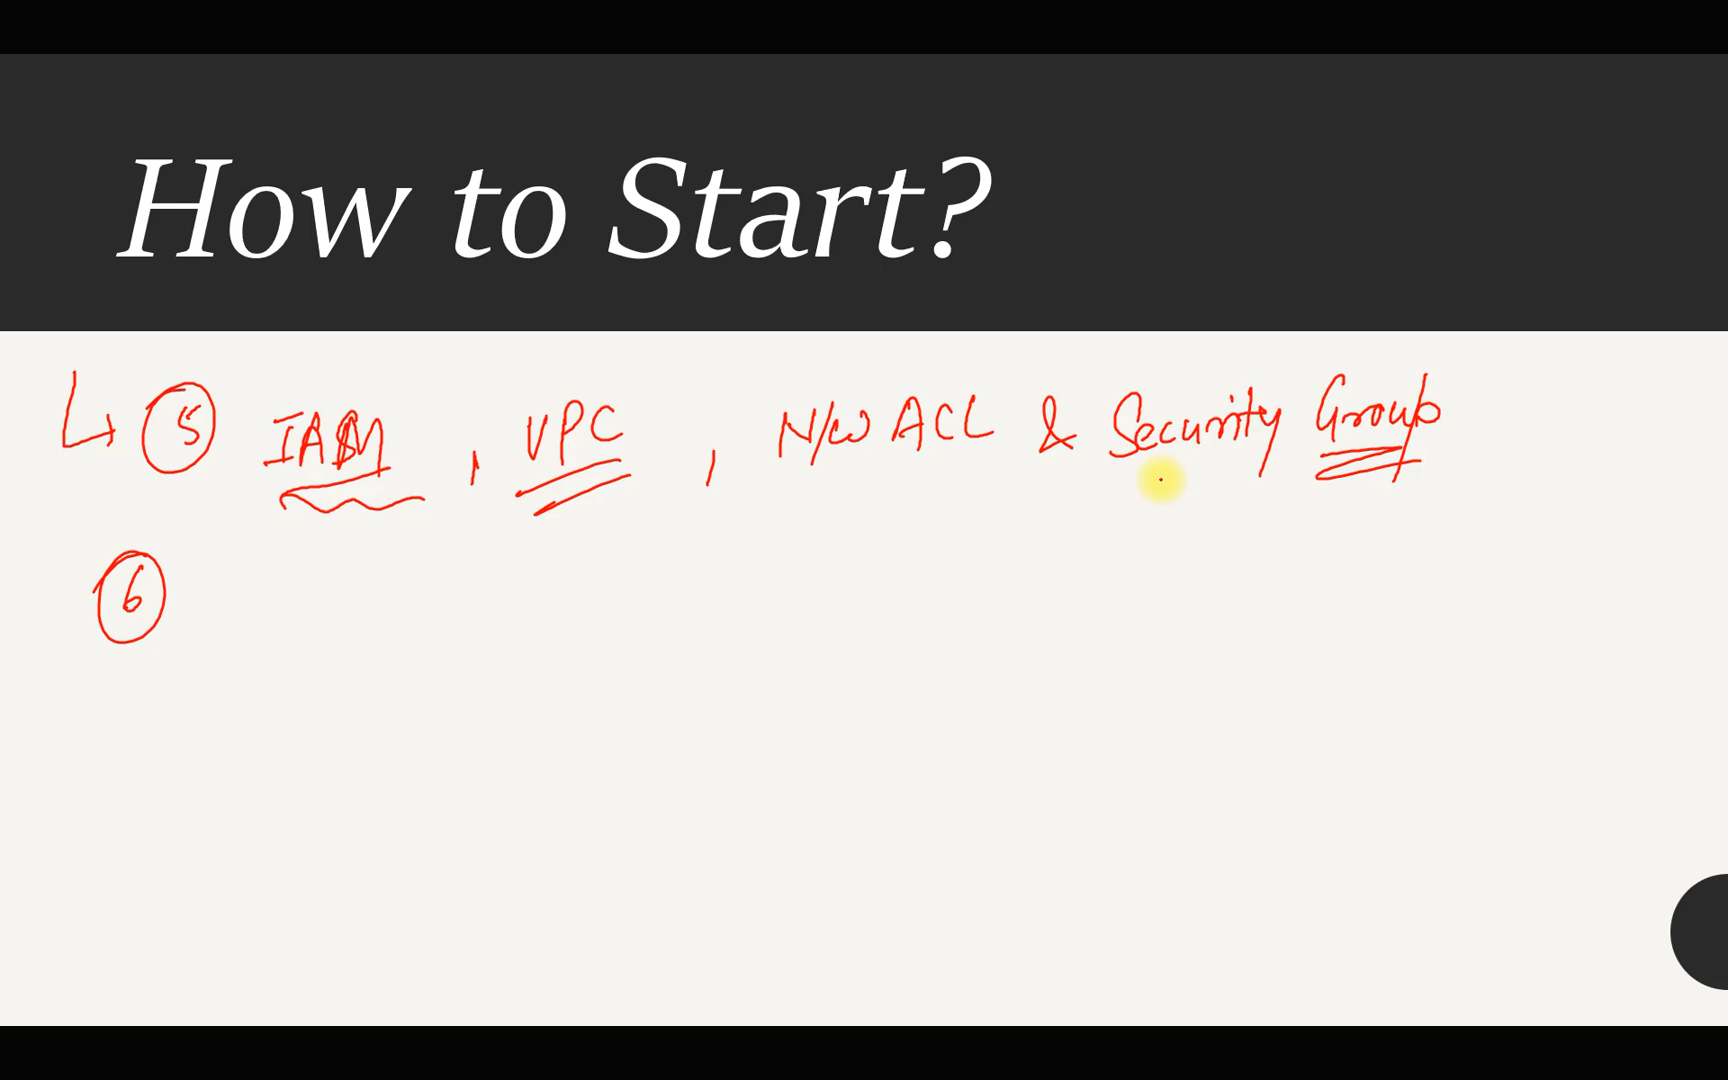 How to Start?
↳ ⑤ IAM , VPC , N/W ACL & Security Group
⑥